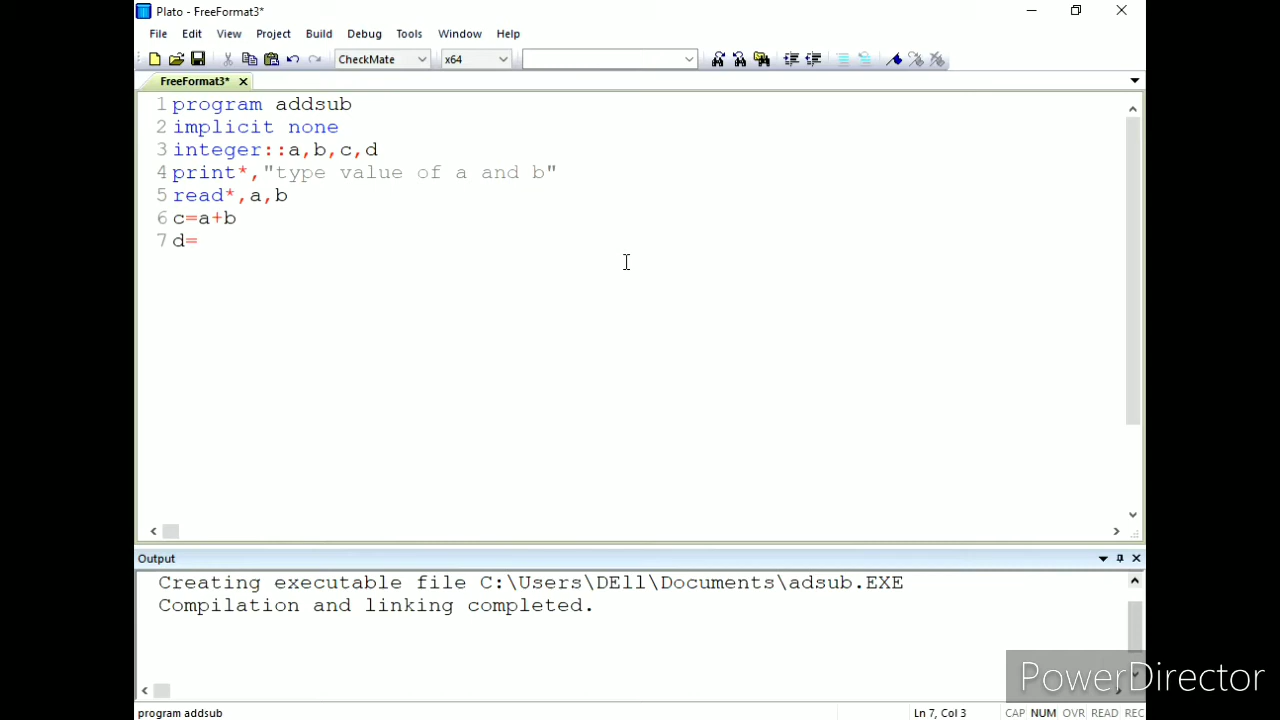 Plato - FreeFormat3*
File Edit View Project Build Debug Tools Window Help
CheckMate x64
FreeFormat3*
1 program addsub
2 implicit none
3 integer::a,b,c,d
4 print*,"type value of a and b"
5 read*,a,b
6 c=a+b
7 d=
Output
Creating executable file C:\Users\DEll\Documents\adsub.EXE
Compilation and linking completed.
PowerDirector
program addsub Ln 7, Col 3 CAP NUM OVR READ REC